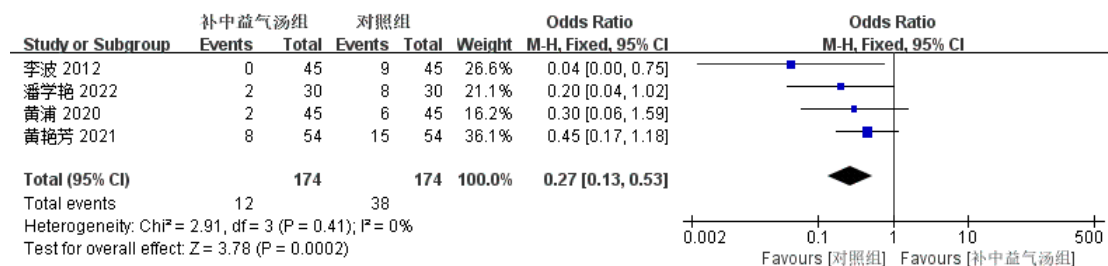 补中益气汤组 对照组 Odds Ratio Odds Ratio
Study or Subgroup Events Total Events Total Weight M-H, Fixed, 95% CI M-H, Fixed, 95% CI
李波 2012 0 45 9 45 26.6% 0.04 [0.00, 0.75]
潘学艳 2022 2 30 8 30 21.1% 0.20 [0.04, 1.02]
黄浦 2020 2 45 6 45 16.2% 0.30 [0.06, 1.59]
黄艳芳 2021 8 54 15 54 36.1% 0.45 [0.17, 1.18]
Total (95% CI) 174 174 100.0% 0.27 [0.13, 0.53]
Total events 12 38
Heterogeneity: Chi² = 2.91, df = 3 (P = 0.41); I² = 0%
Test for overall effect: Z = 3.78 (P = 0.0002)
0.002 0.1 1 10 500
Favours [对照组] Favours [补中益气汤组]